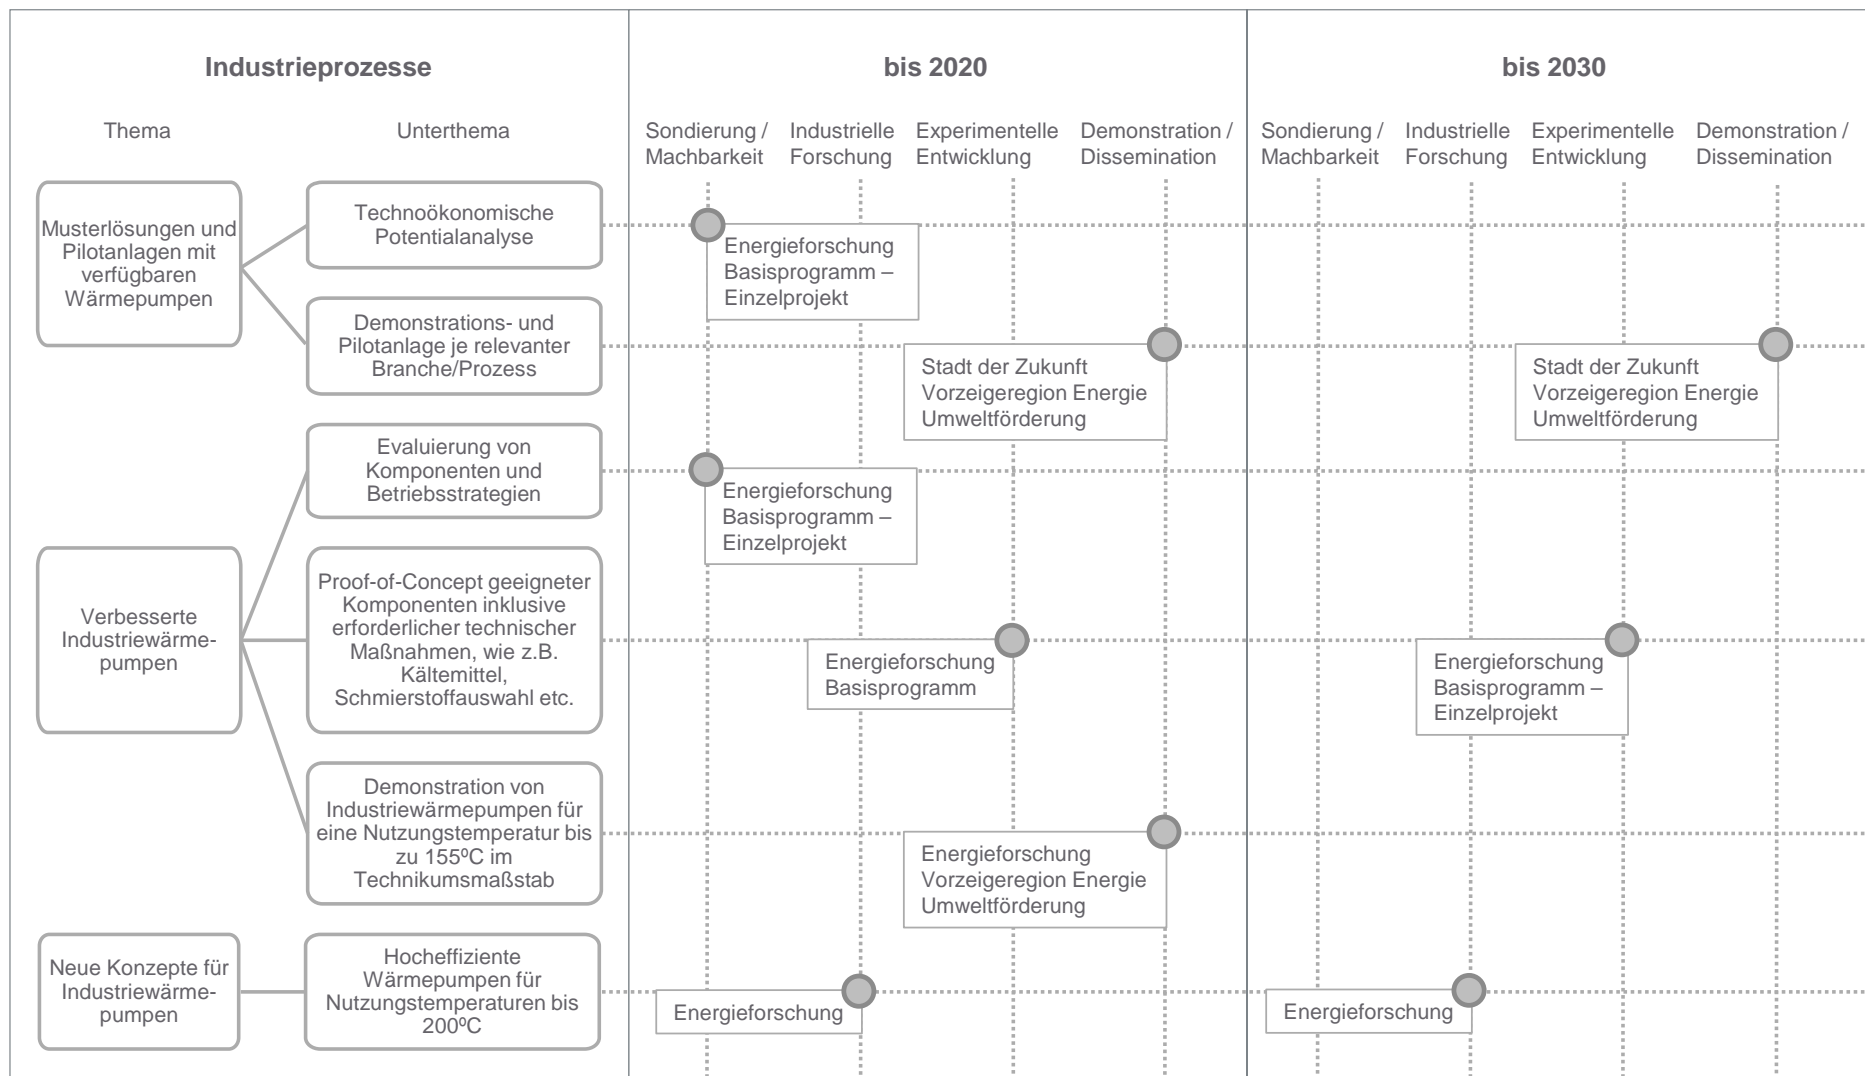 Industrieprozesse
bis 2020
bis 2030
Thema
Unterthema
Sondierung /
Machbarkeit
Industrielle
Forschung
Experimentelle
Entwicklung
Demonstration /
Dissemination
Sondierung /
Machbarkeit
Industrielle
Forschung
Experimentelle
Entwicklung
Demonstration /
Dissemination
Musterlösungen und
Pilotanlagen mit
verfügbaren
Wärmepumpen
Technoökonomische
Potentialanalyse
Energieforschung
Basisprogramm –
Einzelprojekt
Demonstrations- und
Pilotanlage je relevanter
Branche/Prozess
Stadt der Zukunft
Vorzeigeregion Energie
Umweltförderung
Stadt der Zukunft
Vorzeigeregion Energie
Umweltförderung
Verbesserte
Industriewärme-
pumpen
Evaluierung von
Komponenten und
Betriebsstrategien
Energieforschung
Basisprogramm –
Einzelprojekt
Proof-of-Concept geeigneter
Komponenten inklusive
erforderlicher technischer
Maßnahmen, wie z.B.
Kältemittel,
Schmierstoffauswahl etc.
Energieforschung
Basisprogramm
Energieforschung
Basisprogramm –
Einzelprojekt
Demonstration von
Industriewärmepumpen für
eine Nutzungstemperatur bis
zu 155ºC im
Technikumsmaßstab
Energieforschung
Vorzeigeregion Energie
Umweltförderung
Neue Konzepte für
Industriewärme-
pumpen
Hocheffiziente
Wärmepumpen für
Nutzungstemperaturen bis
200ºC
Energieforschung
Energieforschung